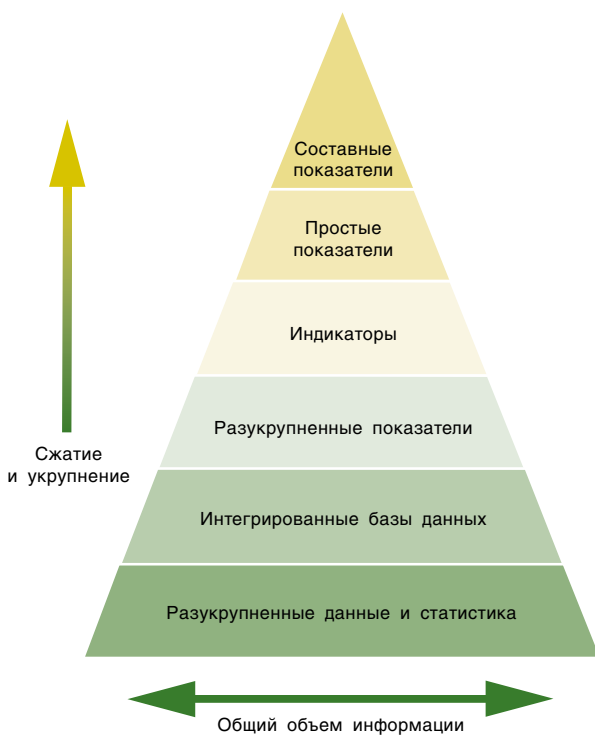 Составные
показатели
Простые
показатели
Индикаторы
Разукрупненные показатели
Сжатие
и укрупнение
Интегрированные базы данных
Разукрупненные данные и статистика
Общий объем информации